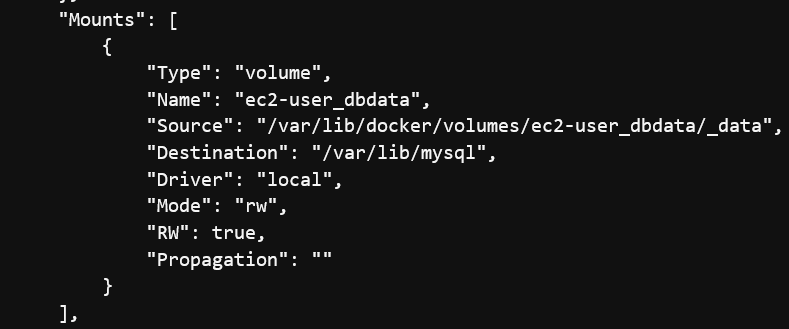 "Mounts": [
{
"Type": "volume",
"Name": "ec2-user_dbdata",
"Source": "/var/lib/docker/volumes/ec2-user_dbdata/_data",
"Destination": "/var/lib/mysql",
"Driver": "local",
"Mode": "rw",
"RW": true,
"Propagation": ""
}
],